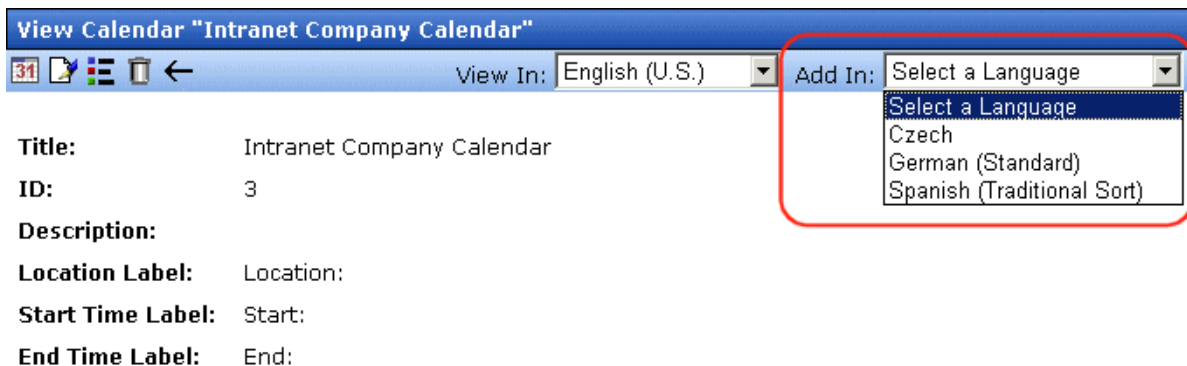 View Calendar "Intranet Company Calendar"
31 View In: English (U.S.) Add In: Select a Language
Select a Language
Czech
German (Standard)
Spanish (Traditional Sort)
Title: Intranet Company Calendar
ID: 3
Description:
Location Label: Location:
Start Time Label: Start:
End Time Label: End: